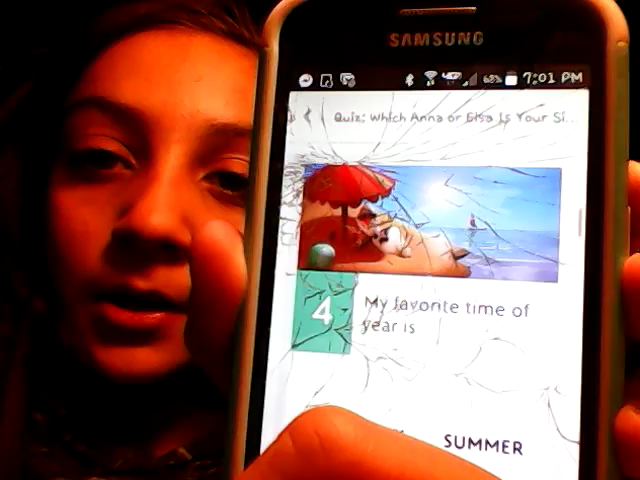 SAMSUNG
68% 7:01 PM
Quiz: Which Anna or Elsa Is Your Si...
4
My favorite time of
year is
SUMMER